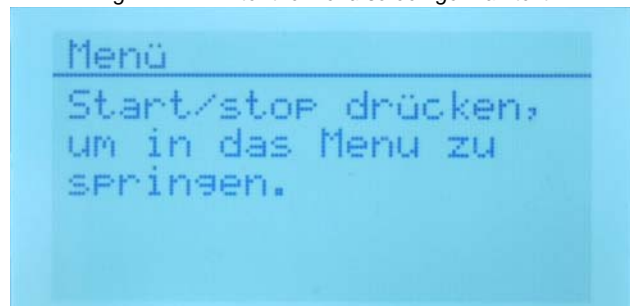 Menü
Start/stop drücken,
um in das Menu zu
springen.